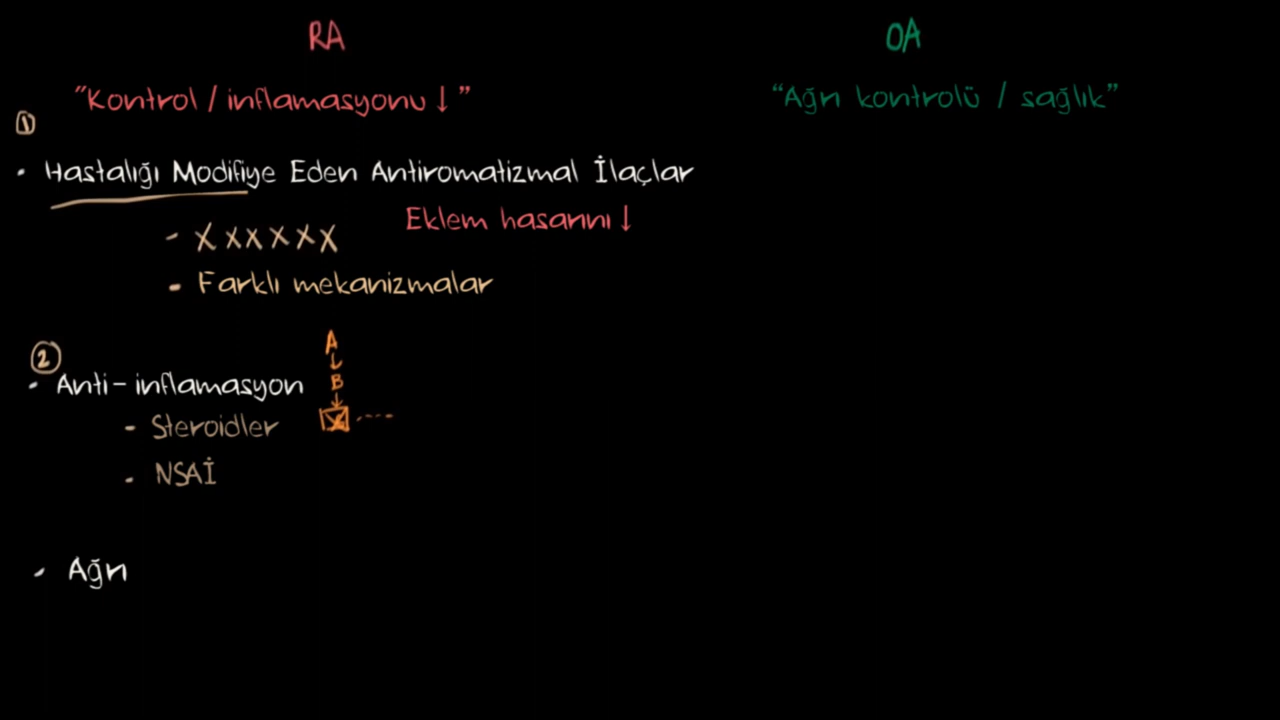 RA
OA
"Kontrol / inflamasyonu ↓"
"Ağrı kontrolü / sağlık"
①
• Hastalığı Modifiye Eden Antiromatizmal İlaçlar
Eklem hasarını ↓
- X x x x x x
- Farklı mekanizmalar
②
A
↓
• Anti-inflamasyon
B
↓
- Steroidler
- NSAİ
• Ağrı